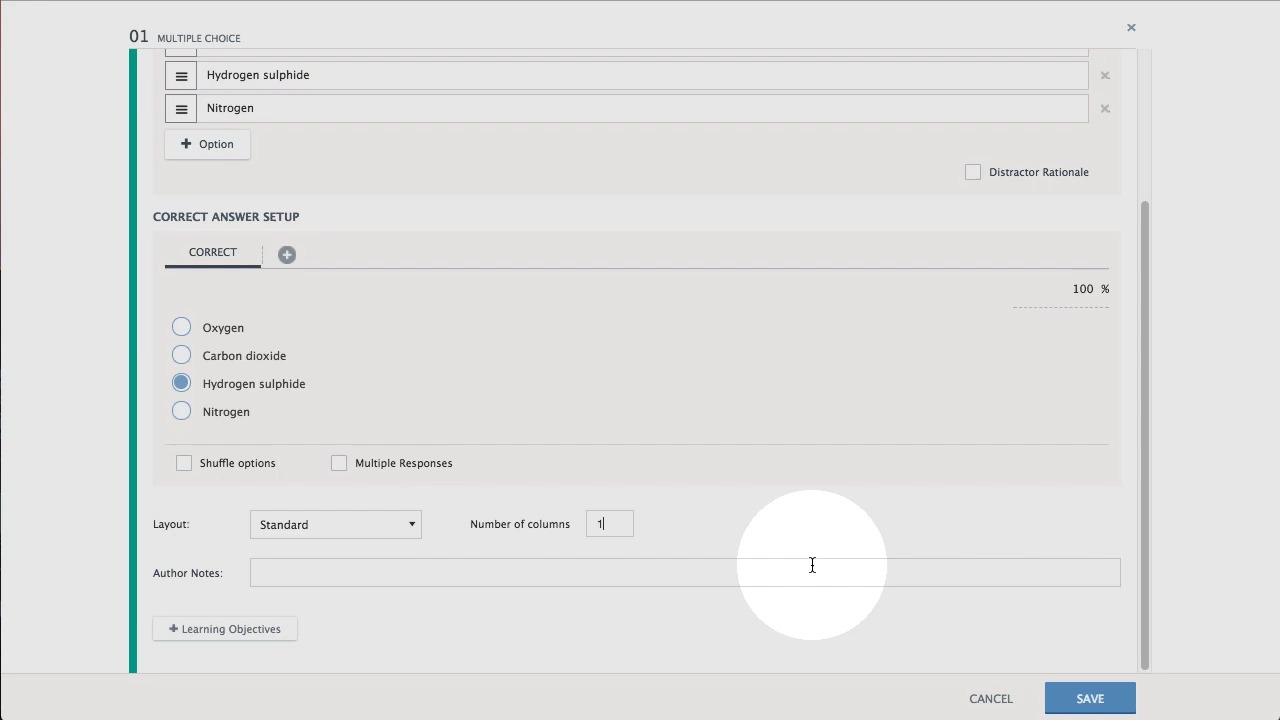 01 MULTIPLE CHOICE
Hydrogen sulphide
Nitrogen
+ Option
Distractor Rationale
CORRECT ANSWER SETUP
CORRECT
100 %
Oxygen
Carbon dioxide
Hydrogen sulphide
Nitrogen
Shuffle options Multiple Responses
Layout: Standard Number of columns 1
Author Notes:
+ Learning Objectives
CANCEL SAVE